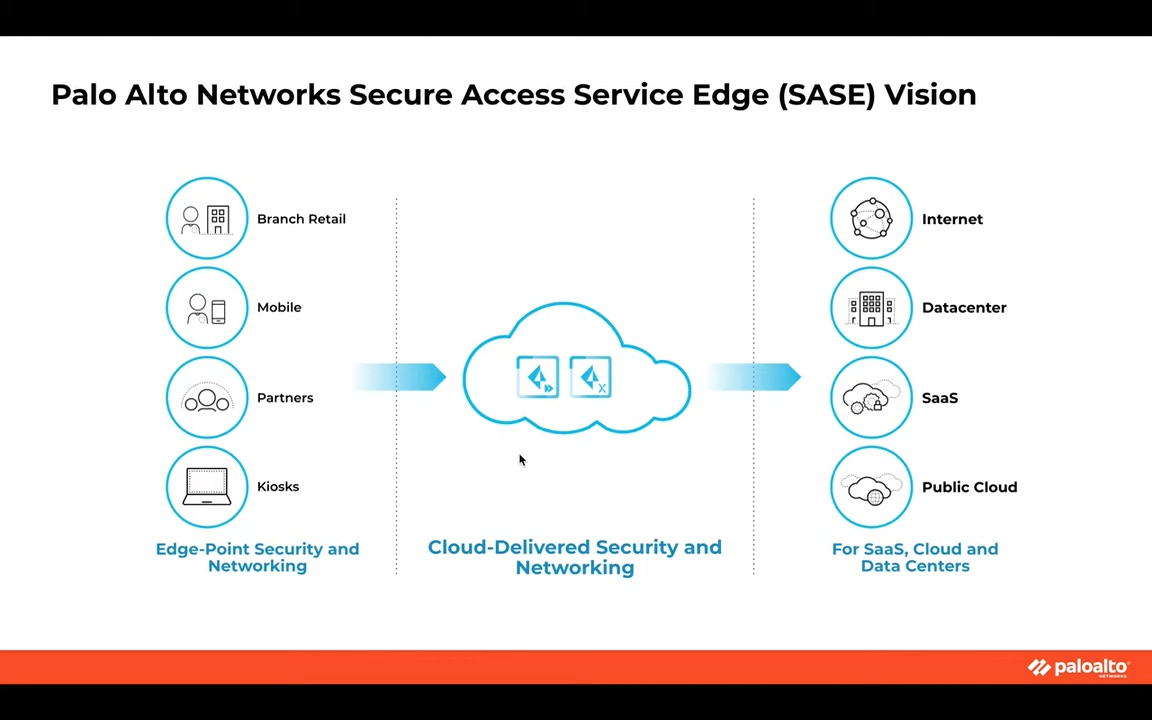 Palo Alto Networks Secure Access Service Edge (SASE) Vision
Branch Retail
Mobile
Partners
Kiosks
Edge-Point Security and
Networking
X
Cloud-Delivered Security and
Networking
Internet
Datacenter
SaaS
Public Cloud
For SaaS, Cloud and
Data Centers
paloalto
NETWORKS